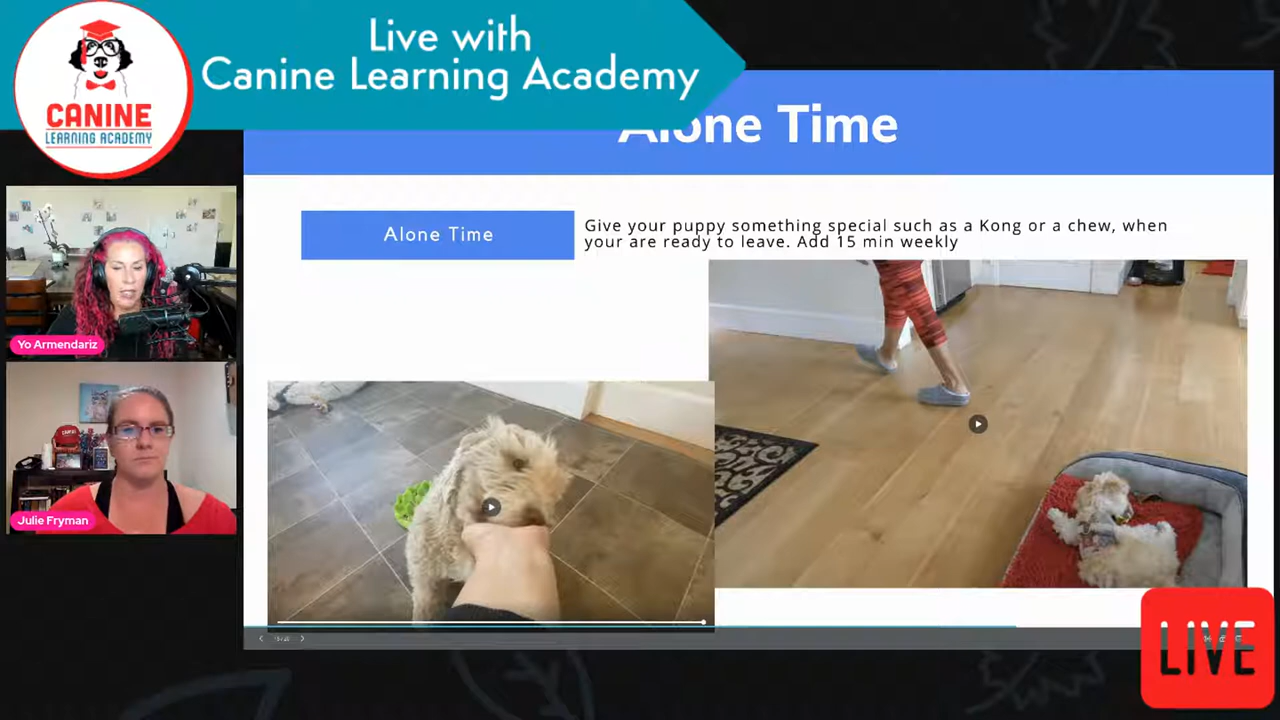 Live with
Canine Learning Academy
CANINE
LEARNING ACADEMY
Alone Time
Alone Time
Give your puppy something special such as a Kong or a chew, when
your are ready to leave. Add 15 min weekly
Yo Armendariz
Julie Fryman
LIVE